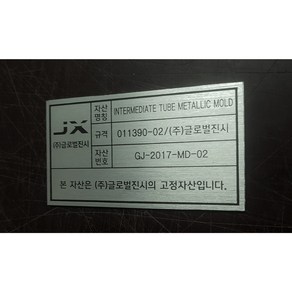 JX
(주)글로벌진시
자산명칭 INTERMEDIATE TUBE METALLIC MOLD
규격 011390-02/(주)글로벌진시
자산번호 GJ-2017-MD-02
본 자산은 (주)글로벌진시의 고정자산입니다.